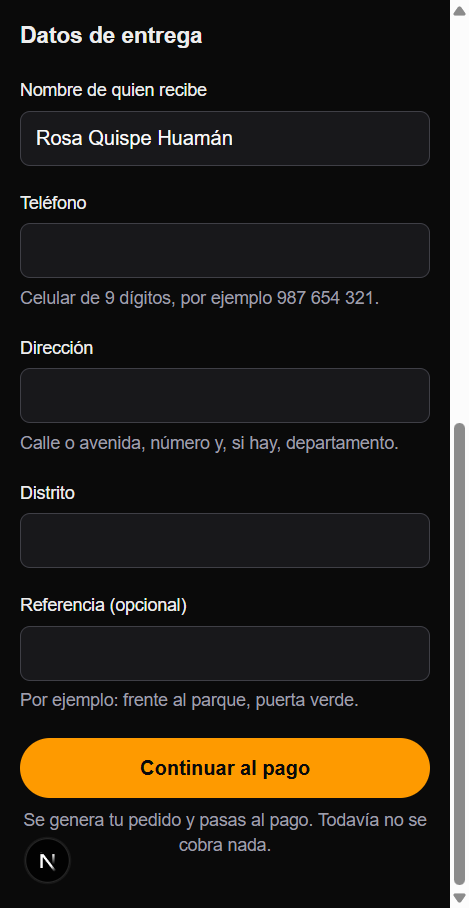 Datos de entrega
Nombre de quien recibe
Rosa Quispe Huamán
Teléfono
Celular de 9 dígitos, por ejemplo 987 654 321.
Dirección
Calle o avenida, número y, si hay, departamento.
Distrito
Referencia (opcional)
Por ejemplo: frente al parque, puerta verde.
Continuar al pago
Se genera tu pedido y pasas al pago. Todavía no se
cobra nada.
N